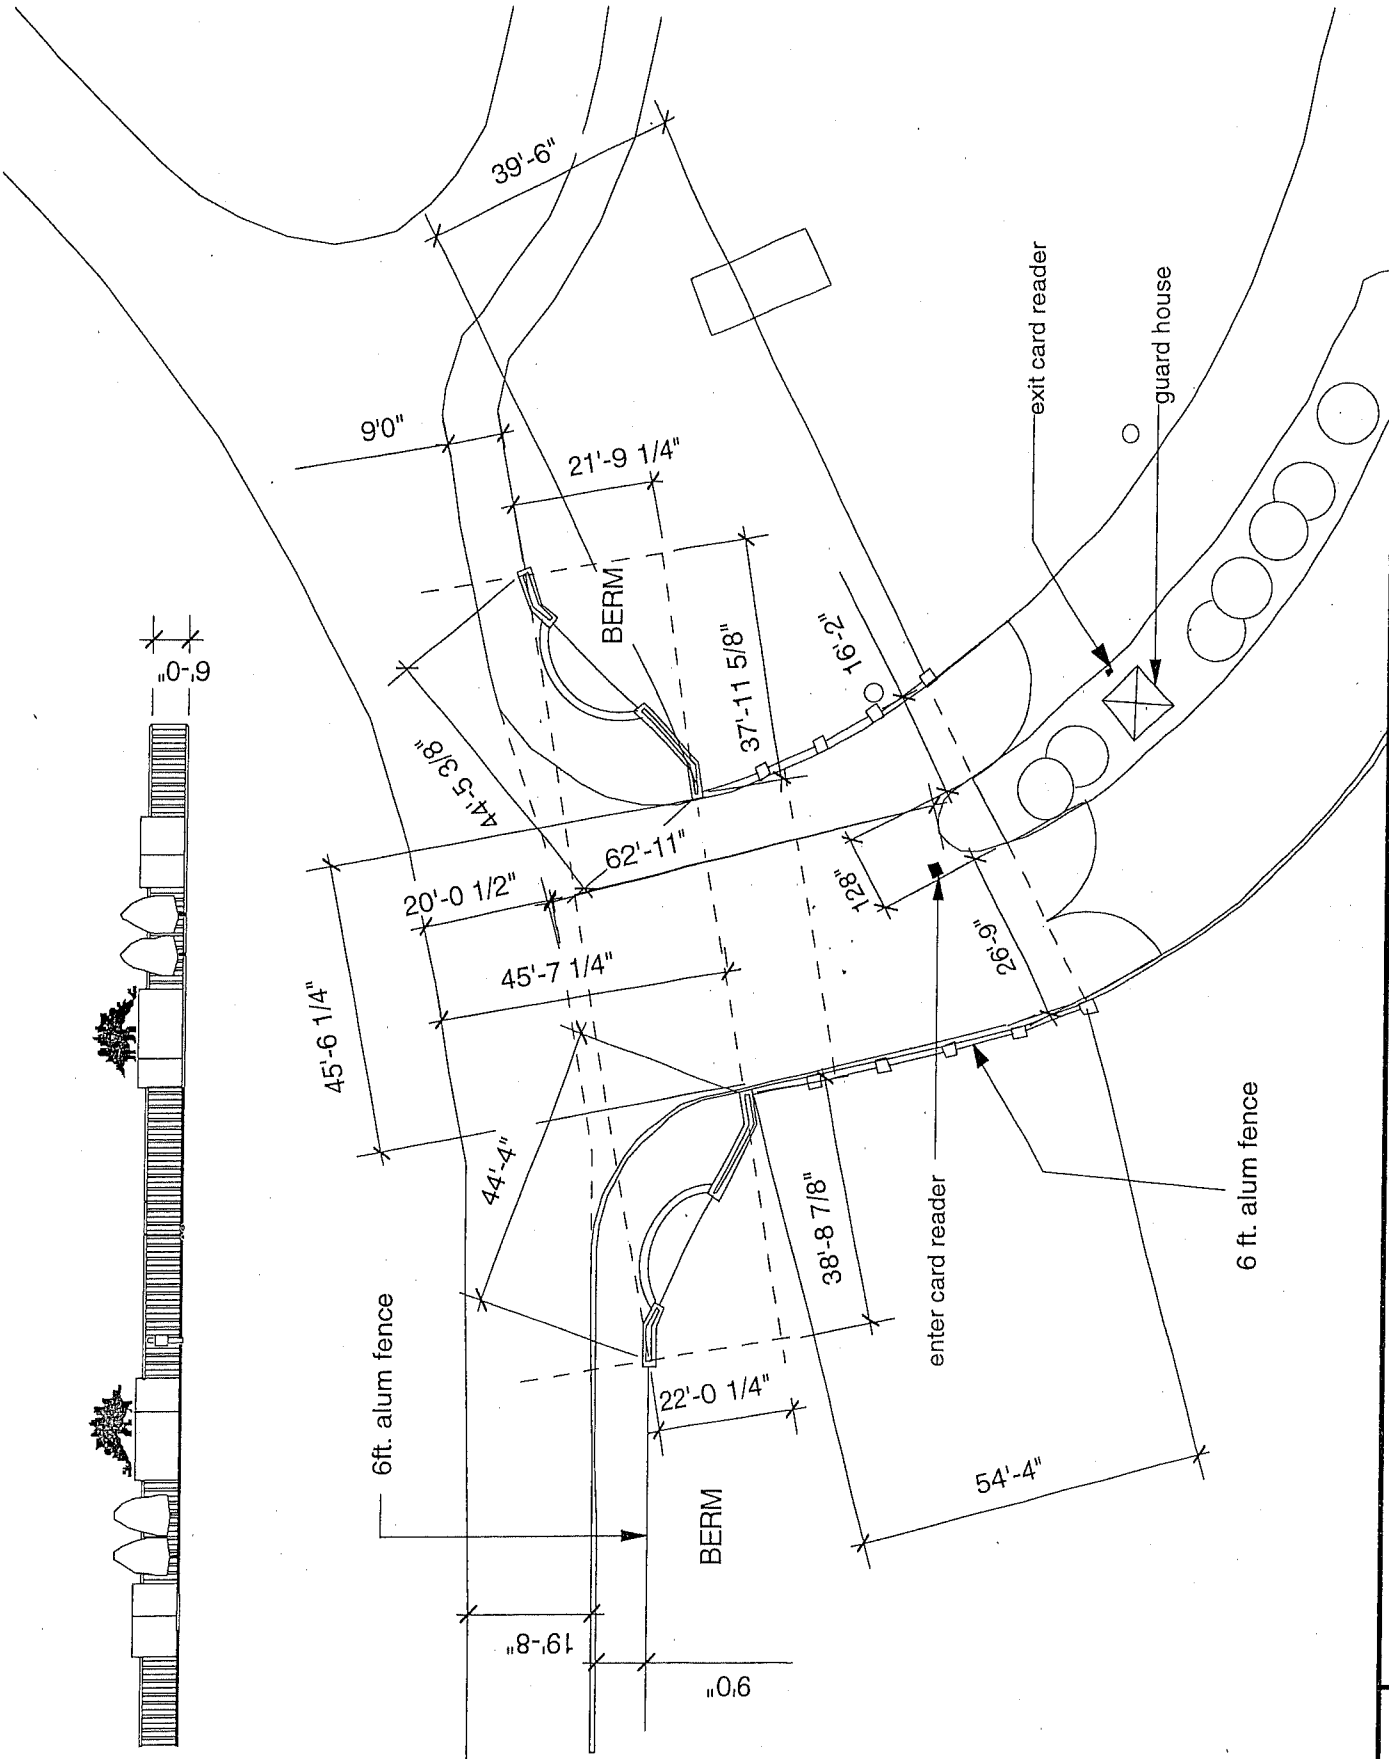 39'-6"
9'0"
21'-9 1/4"
6'-0"
BERM
exit card reader
guard house
16'-2"
37'-11 5/8"
44'-5 3/8"
62'-11"
20'-0 1/2"
128"
45'-7 1/4"
26'-9"
45'-6 1/4"
44'-4"
38'-8 7/8"
enter card reader
6 ft. alum fence
6ft. alum fence
22'-0 1/4"
54'-4"
BERM
19'-8"
9'0"